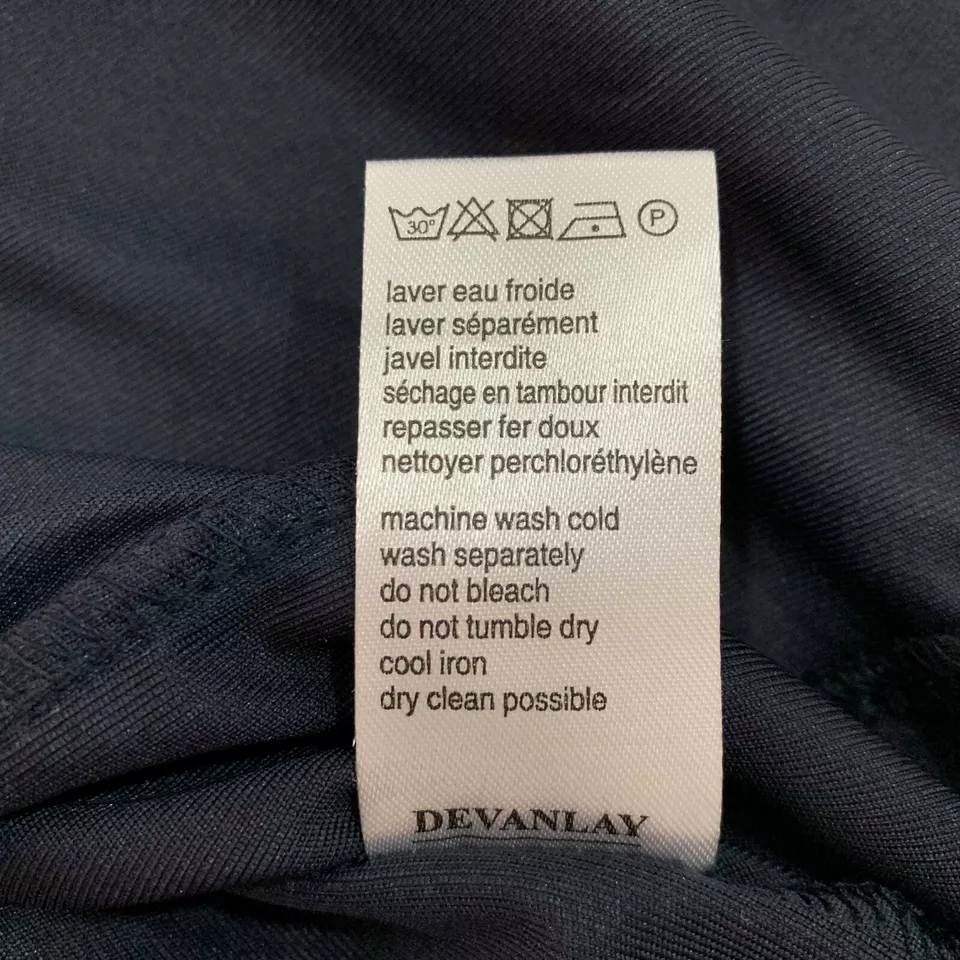 30°
P
laver eau froide
laver séparément
javel interdite
séchage en tambour interdit
repasser fer doux
nettoyer perchloréthylène
machine wash cold
wash separately
do not bleach
do not tumble dry
cool iron
dry clean possible
DEVANLAY